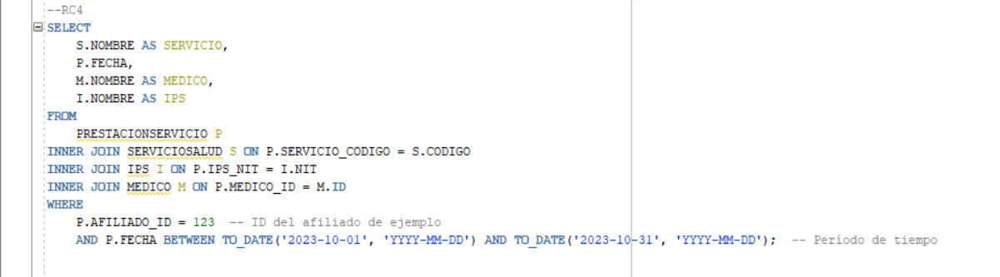 --RC4
SELECT
S.NOMBRE AS SERVICIO,
P.FECHA,
M.NOMBRE AS MEDICO,
I.NOMBRE AS IPS
FROM
PRESTACIONSERVICIO P
INNER JOIN SERVICIOSALUD S ON P.SERVICIO_CODIGO = S.CODIGO
INNER JOIN IPS I ON P.IPS_NIT = I.NIT
INNER JOIN MEDICO M ON P.MEDICO_ID = M.ID
WHERE
P.AFILIADO_ID = 123  -- ID del afiliado de ejemplo
AND P.FECHA BETWEEN TO_DATE('2023-10-01', 'YYYY-MM-DD') AND TO_DATE('2023-10-31', 'YYYY-MM-DD');  -- Período de tiempo